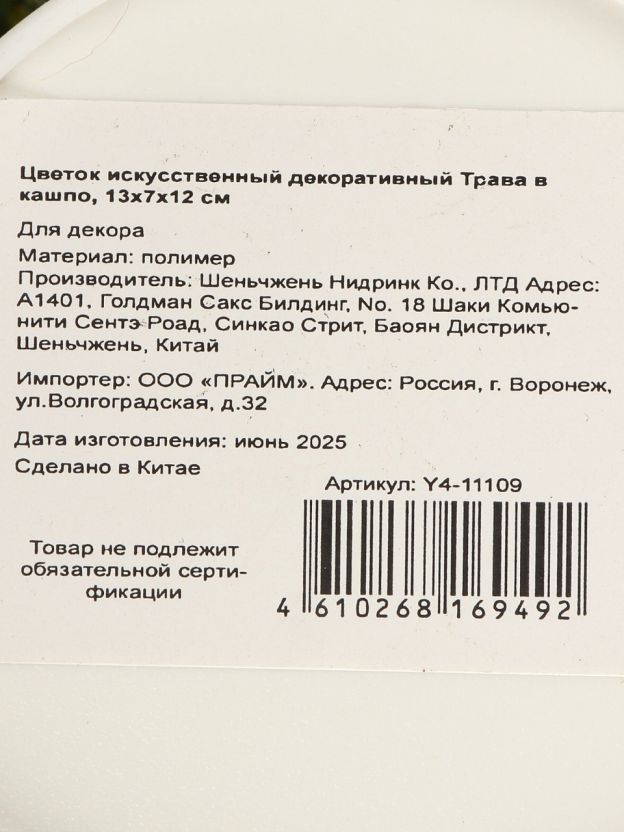 Цветок искусственный декоративный Трава в
кашпо, 13х7х12 см
Для декора
Материал: полимер
Производитель: Шеньчжень Нидринк Ко., ЛТД Адрес:
А1401, Голдман Сакс Билдинг, No. 18 Шаки Комью-
нити Сентэ Роад, Синкао Стрит, Баоян Дистрикт,
Шеньчжень, Китай
Импортер: ООО «ПРАЙМ». Адрес: Россия, г. Воронеж,
ул.Волгоградская, д.32
Дата изготовления: июнь 2025
Сделано в Китае
Артикул: Y4-11109
Товар не подлежит
обязательной серти-
фикации
4 610268 169492